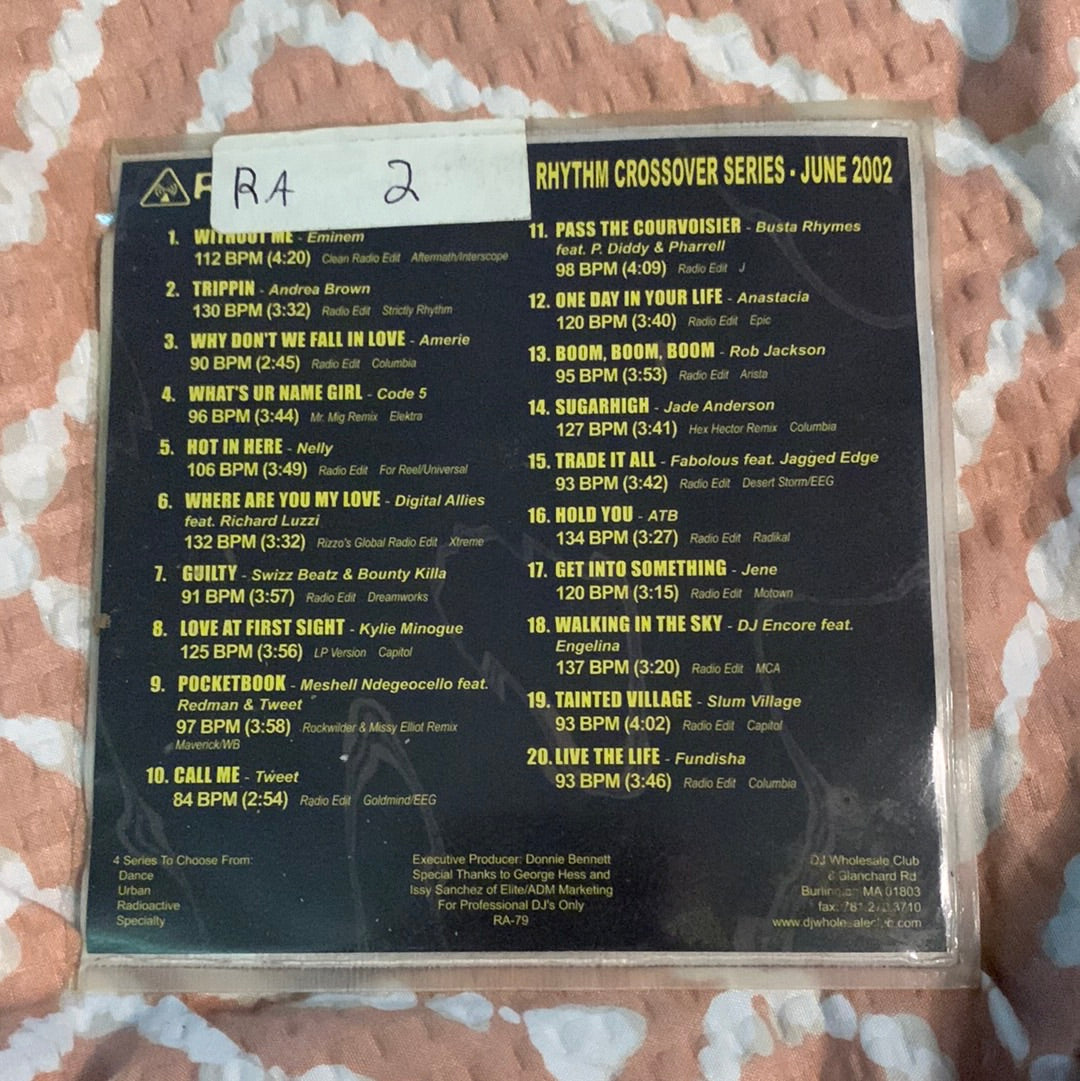 RA 2
RHYTHM CROSSOVER SERIES - JUNE 2002
1. WITHOUT ME - Eminem
112 BPM (4:20) Clean Radio Edit Aftermath/Interscope
2. TRIPPIN - Andrea Brown
130 BPM (3:32) Radio Edit Strictly Rhythm
3. WHY DON'T WE FALL IN LOVE - Amerie
90 BPM (2:45) Radio Edit Columbia
4. WHAT'S UR NAME GIRL - Code 5
96 BPM (3:44) Mr. Mig Remix Elektra
5. HOT IN HERE - Nelly
106 BPM (3:49) Radio Edit For Reel/Universal
6. WHERE ARE YOU MY LOVE - Digital Allies
feat. Richard Luzzi
132 BPM (3:32) Rizzo's Global Radio Edit Xtreme
7. GUILTY - Swizz Beatz & Bounty Killa
91 BPM (3:57) Radio Edit Dreamworks
8. LOVE AT FIRST SIGHT - Kylie Minogue
125 BPM (3:56) LP Version Capitol
9. POCKETBOOK - Meshell Ndegeocello feat.
Redman & Tweet
97 BPM (3:58) Rockwilder & Missy Elliot Remix
Maverick/WB
10. CALL ME - Tweet
84 BPM (2:54) Radio Edit Goldmind/EEG
11. PASS THE COURVOISIER - Busta Rhymes
feat. P. Diddy & Pharrell
98 BPM (4:09) Radio Edit J
12. ONE DAY IN YOUR LIFE - Anastacia
120 BPM (3:40) Radio Edit Epic
13. BOOM, BOOM, BOOM - Rob Jackson
95 BPM (3:53) Radio Edit Arista
14. SUGARHIGH - Jade Anderson
127 BPM (3:41) Hex Hector Remix Columbia
15. TRADE IT ALL - Fabolous feat. Jagged Edge
93 BPM (3:42) Radio Edit Desert Storm/EEG
16. HOLD YOU - ATB
134 BPM (3:27) Radio Edit Radikal
17. GET INTO SOMETHING - Jene
120 BPM (3:15) Radio Edit Motown
18. WALKING IN THE SKY - DJ Encore feat.
Engelina
137 BPM (3:20) Radio Edit MCA
19. TAINTED VILLAGE - Slum Village
93 BPM (4:02) Radio Edit Capitol
20. LIVE THE LIFE - Fundisha
93 BPM (3:46) Radio Edit Columbia
4 Series To Choose From:
Dance
Urban
Radioactive
Specialty
Executive Producer: Donnie Bennett
Special Thanks to George Hess and
Issy Sanchez of Elite/ADM Marketing
For Professional DJ's Only
RA-79
DJ Wholesale Club
Blanchard Rd
MA 01803
fax: